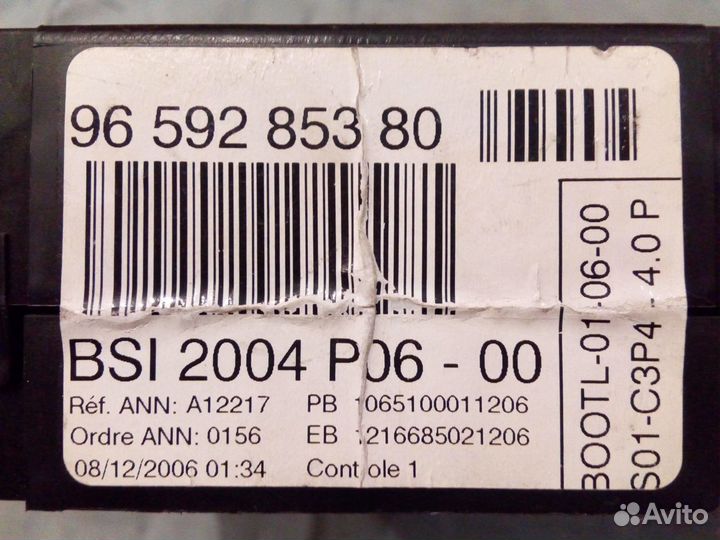 96 592 853 80
BSI 2004 P06 - 00
Réf. ANN: A12217 PB 1065100011206
Ordre ANN: 0156 EB 1216685021206
08/12/2006 01:34 Controle 1
BOOTL-01-06-00
S01-C3P4 - 4.0 P
Avito